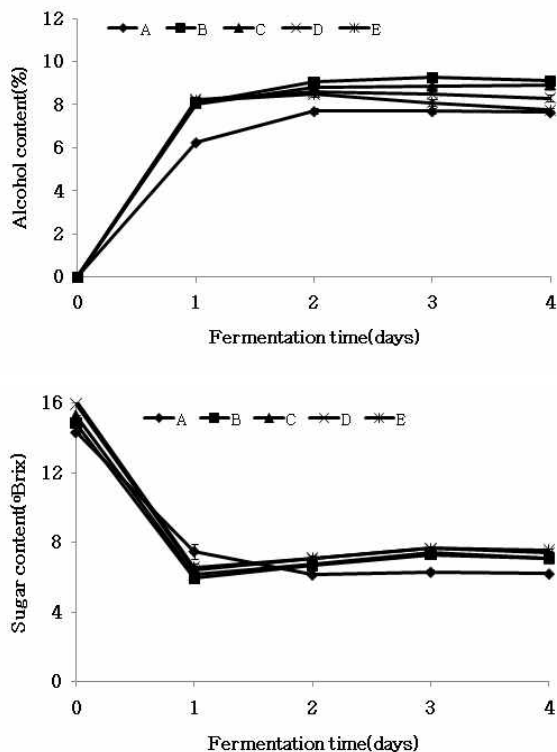 12
A B C D E
10
8
6
4
2
0
0 1 2 3 4
Alcohol content(%)
Fermentation time(days)
16
A B C D E
12
8
4
0
0 1 2 3 4
Sugar content(°Brix)
Fermentation time(days)